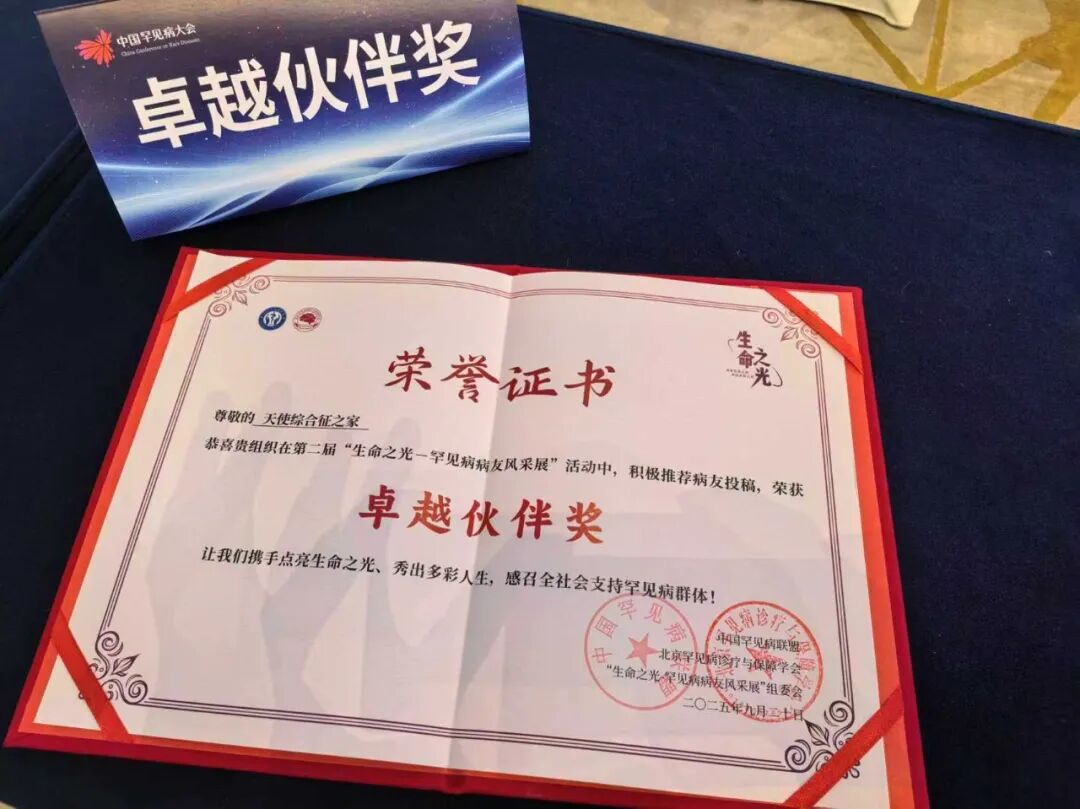 中国罕见病大会
China Conference on Rare Diseases
卓越伙伴奖
生命之光
荣誉证书
尊敬的 天使综合征之家
恭喜贵组织在第二届“生命之光－罕见病病友风采展”活动中，积极推荐病友投稿，荣获
卓越伙伴奖
让我们携手点亮生命之光、秀出多彩人生，感召全社会支持罕见病群体！
中国罕见病联盟
中国罕见病联盟
北京罕见病诊疗与保障学会
“生命之光-罕见病病友风采展”组委会
二〇二五年九月二十日